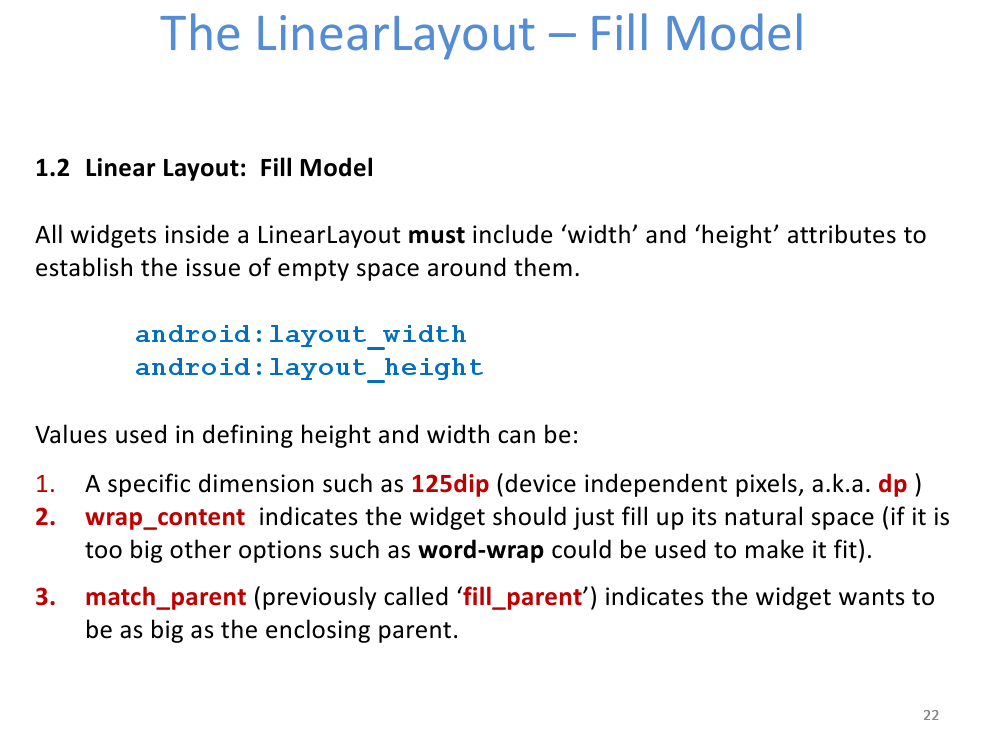 The LinearLayout – Fill Model
1.2 Linear Layout: Fill Model
All widgets inside a LinearLayout must include ‘width’ and ‘height’ attributes to
establish the issue of empty space around them.
android:layout_width
android:layout_height
Values used in defining height and width can be:
1. A specific dimension such as 125dip (device independent pixels, a.k.a. dp )
2. wrap_content indicates the widget should just fill up its natural space (if it is
too big other options such as word-wrap could be used to make it fit).
3. match_parent (previously called ‘fill_parent’) indicates the widget wants to
be as big as the enclosing parent.
22